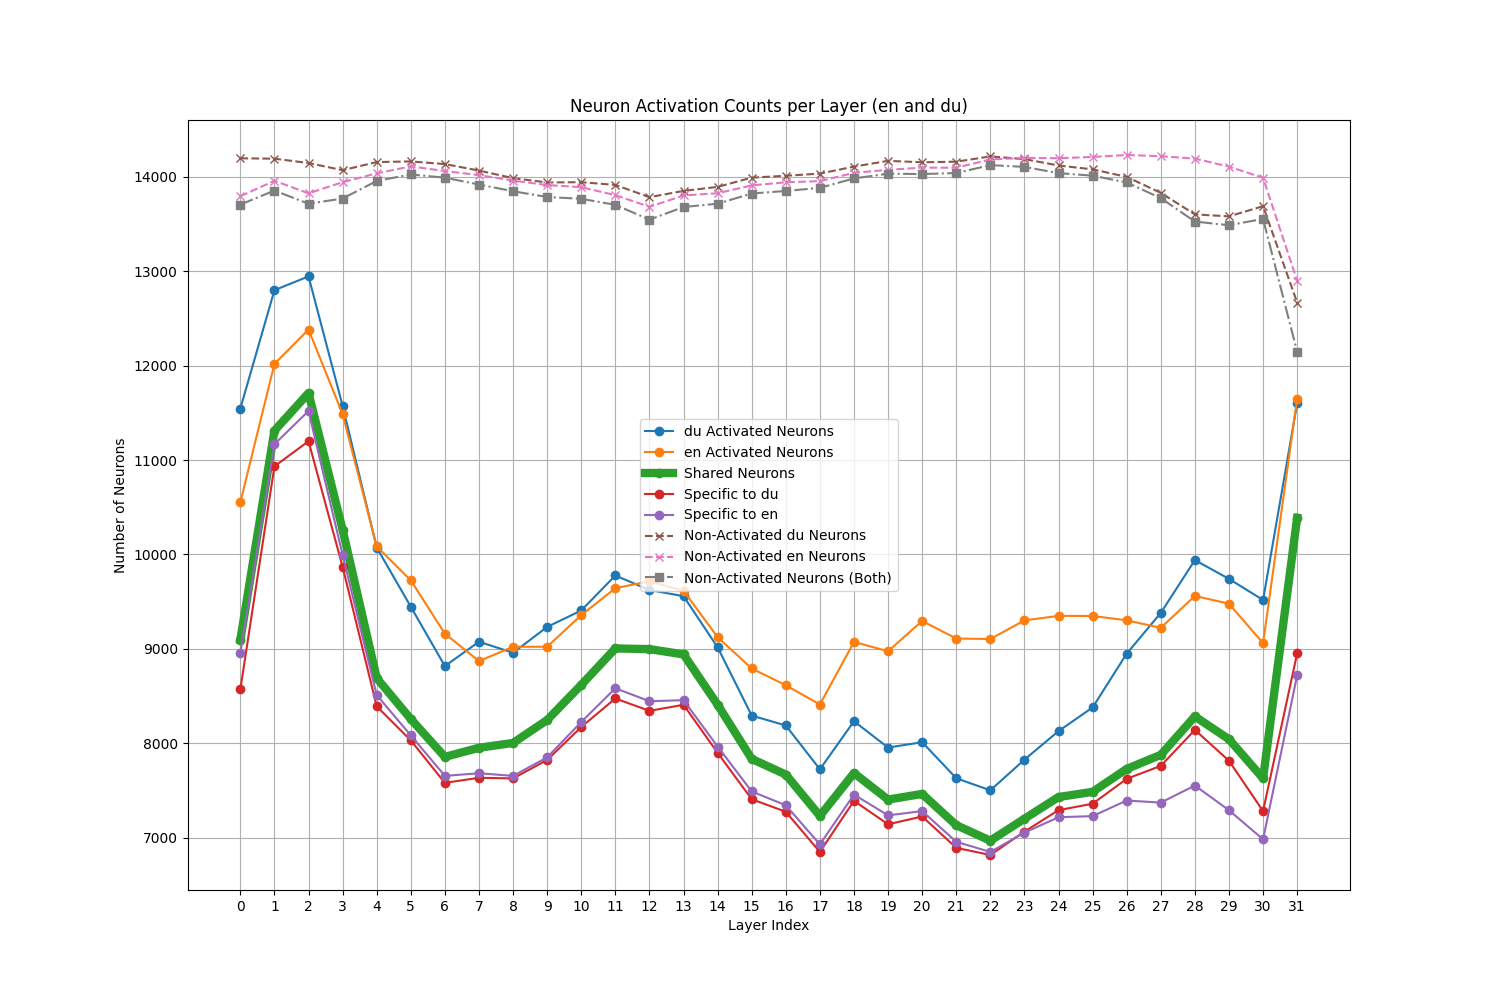 Neuron Activation Counts per Layer (en and du)
Number of Neurons
14000
13000
12000
11000
10000
9000
8000
7000
du Activated Neurons
en Activated Neurons
Shared Neurons
Specific to du
Specific to en
Non-Activated du Neurons
Non-Activated en Neurons
Non-Activated Neurons (Both)
0 1 2 3 4 5 6 7 8 9 10 11 12 13 14 15 16 17 18 19 20 21 22 23 24 25 26 27 28 29 30 31
Layer Index